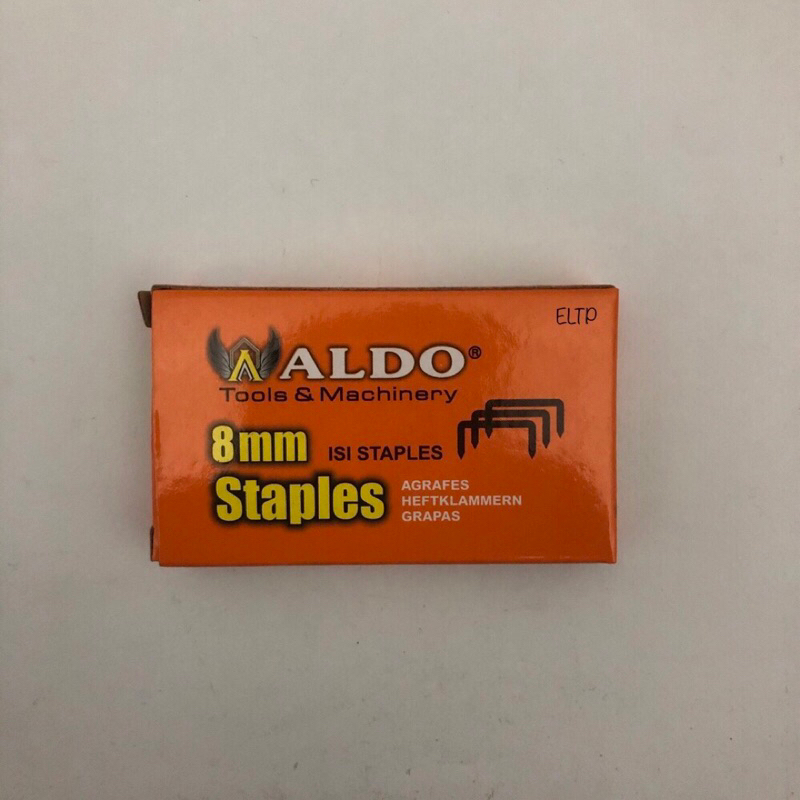 ELTP
ALDO®
Tools & Machinery
8mm ISI STAPLES
Staples
AGRAFES
HEFTKLAMMERN
GRAPAS